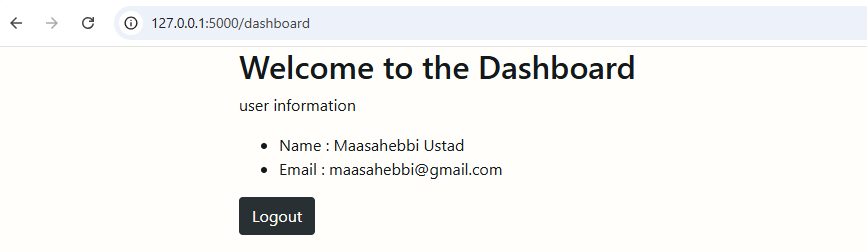 127.0.0.1:5000/dashboard
Welcome to the Dashboard
user information
• Name : Maasahebbi Ustad
• Email : maasahebbi@gmail.com
Logout